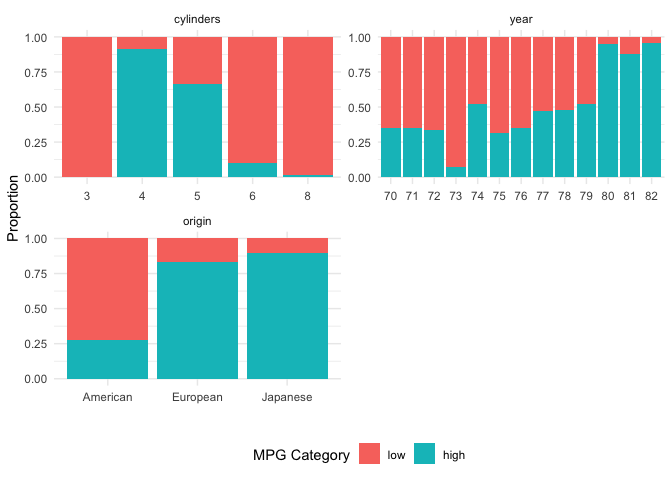 cylinders
1.00
0.75
0.50
0.25
0.00
3 4 5 6 8
year
1.00
0.75
0.50
0.25
0.00
70 71 72 73 74 75 76 77 78 79 80 81 82
Proportion
origin
1.00
0.75
0.50
0.25
0.00
American European Japanese
MPG Category low high